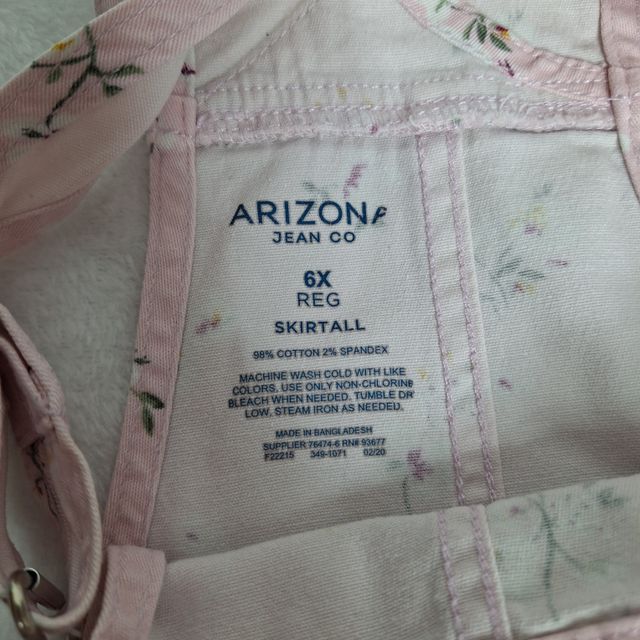 ARIZONA
JEAN CO
6X
REG
SKIRTALL
98% COTTON 2% SPANDEX
MACHINE WASH COLD WITH LIKE
COLORS. USE ONLY NON-CHLORINE
BLEACH WHEN NEEDED. TUMBLE DR
LOW. STEAM IRON AS NEEDED.
MADE IN BANGLADESH
SUPPLIER 76474-6 RN# 93677
F22215 349-1071 02/20